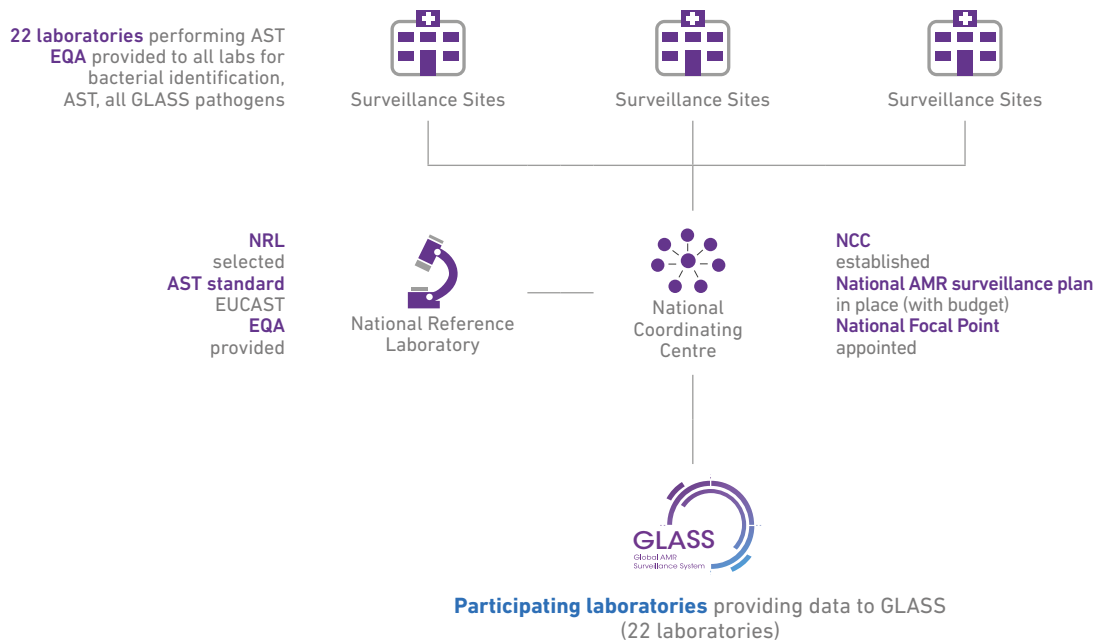 22 laboratories performing AST
EQA provided to all labs for
bacterial identification,
AST, all GLASS pathogens
Surveillance Sites
Surveillance Sites
Surveillance Sites
NRL
selected
AST standard
EUCAST
EQA
provided
National Reference
Laboratory
National
Coordinating
Centre
NCC
established
National AMR surveillance plan
in place (with budget)
National Focal Point
appointed
GLASS
Global AMR
Surveillance System
Participating laboratories providing data to GLASS
(22 laboratories)